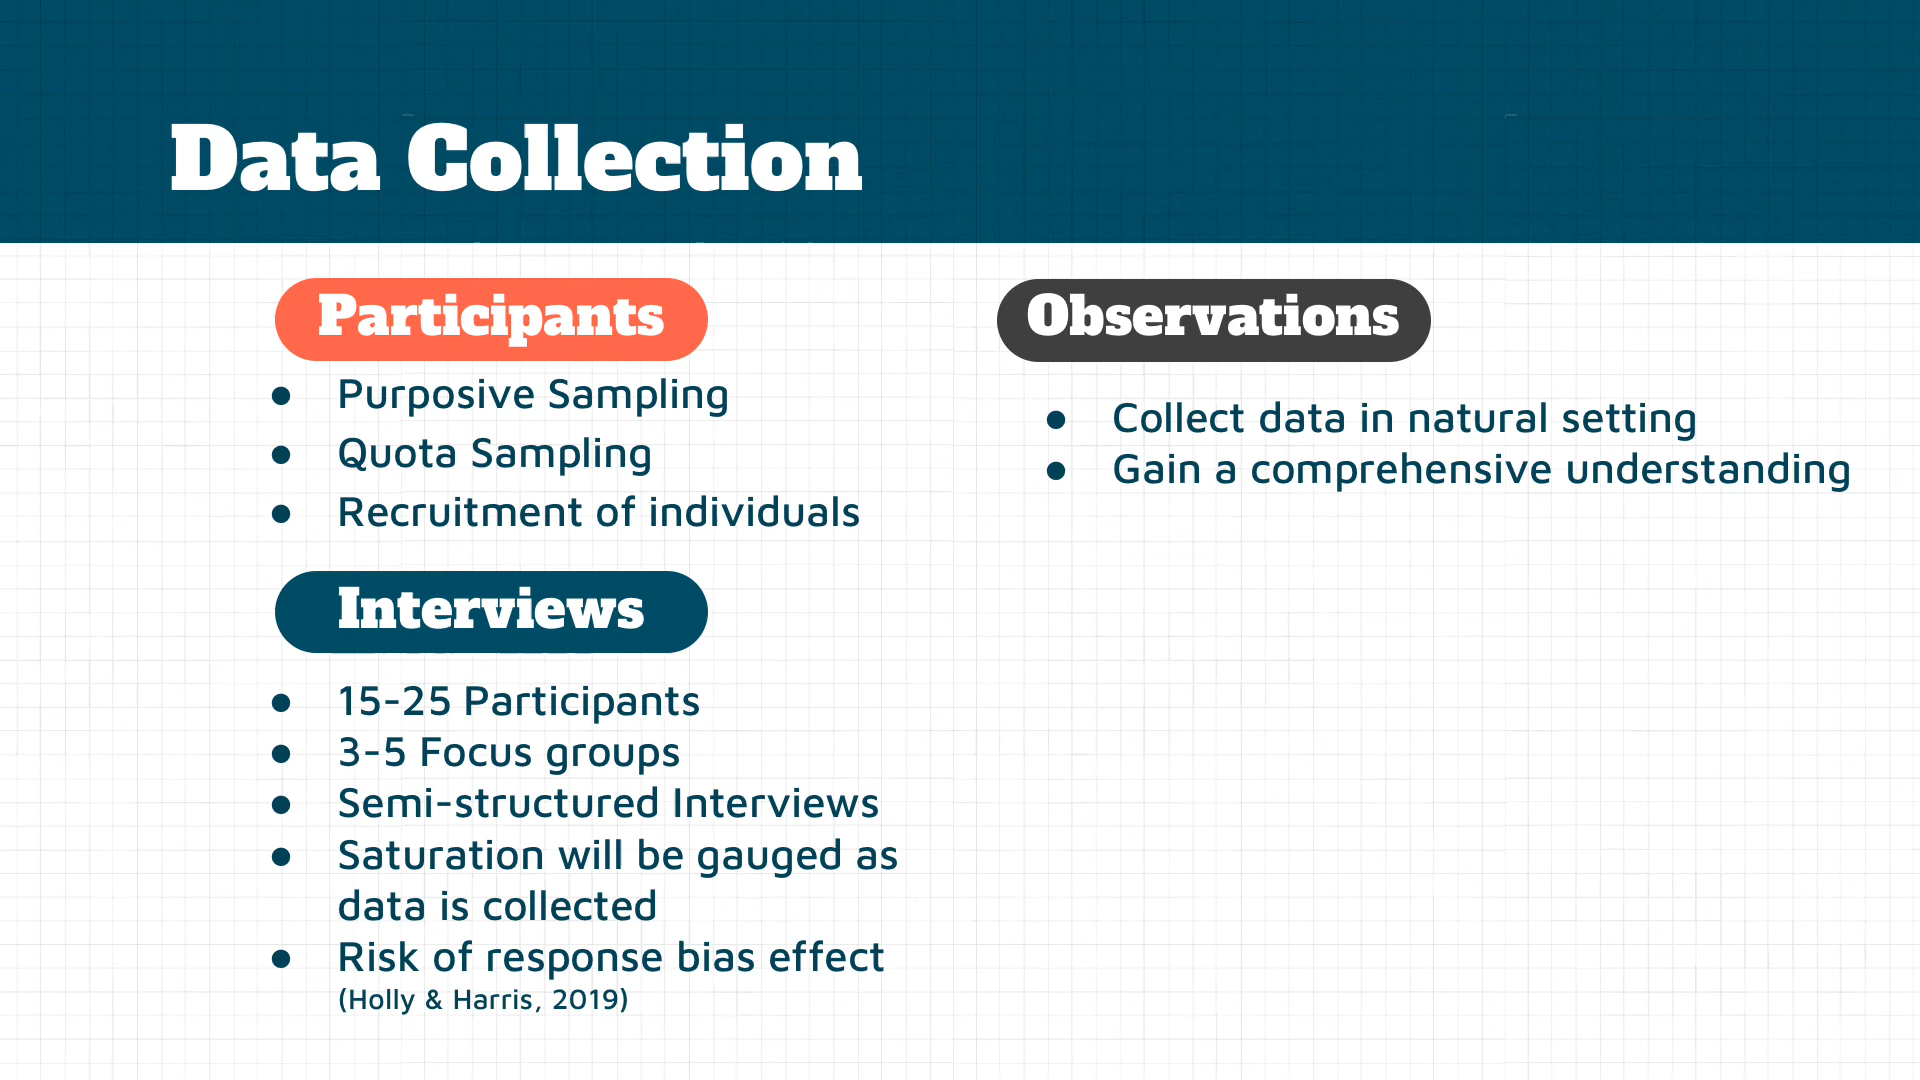 Data Collection
Participants
● Purposive Sampling
● Quota Sampling
● Recruitment of individuals
Interviews
● 15-25 Participants
● 3-5 Focus groups
● Semi-structured Interviews
● Saturation will be gauged as
data is collected
● Risk of response bias effect
(Holly & Harris, 2019)
Observations
● Collect data in natural setting
● Gain a comprehensive understanding